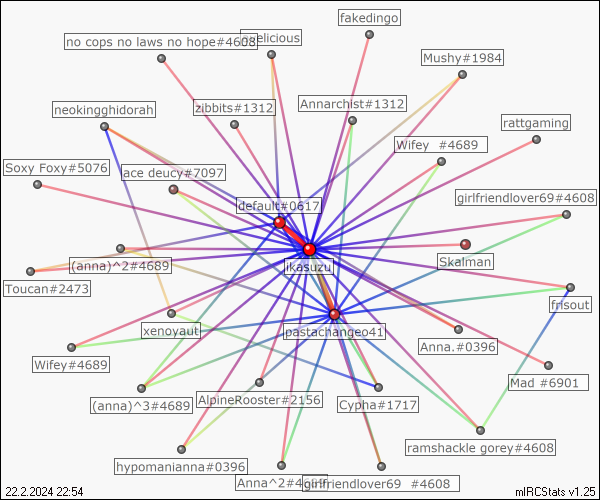 fakedingo
no cops no laws no hope#4608
elicious
Mushy#1984
neokingghidorah
zibbits#1312
Annarchist#1312
rattgaming
Wifey #4689
Soxy Foxy#5076
ace deucy#7097
girlfriendlover69#4608
default#0617
(anna)^2#4689
ikasuzu
Skalman
Toucan#2473
frisout
xenoyaut
pastachangeo41
Anna.#0396
Wifey#4689
Mad #6901
(anna)^3#4689
AlpineRooster#2156
Cypha#1717
ramshackle gorey#4608
hypomanianna#0396
Anna^2#4
girlfriendlover69 #4608
22.2.2024 22:54
mIRCStats v1.25